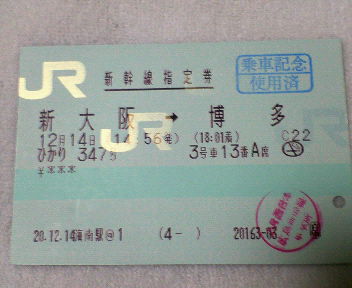 JR
新幹線指定券
乗車記念
使用済
新大阪 → 博多
JR
12月14日 (14:56発) (18:01着) C22
ひかり 347号 3号車 13番A席
¥***
20.12.14海南駅@1 (4- ) 20163-03